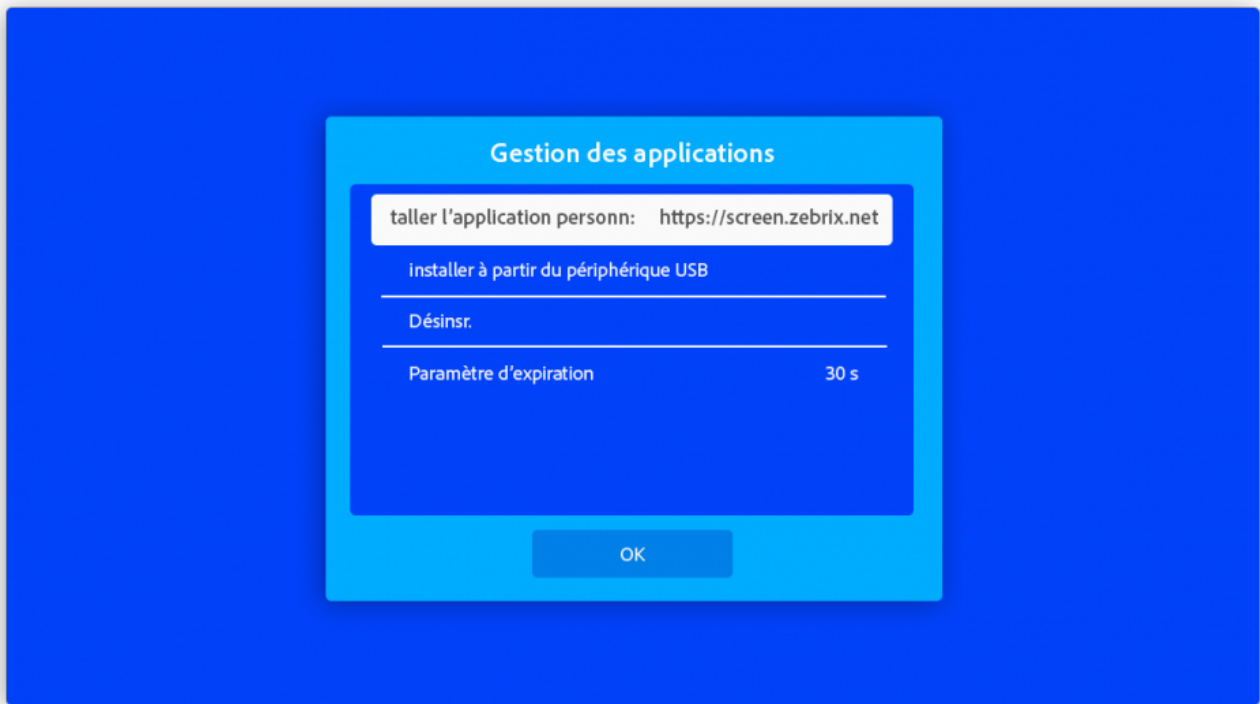 Gestion des applications
taller l'application personn: https://screen.zebrix.net
installer à partir du périphérique USB
Désinsr.
Paramètre d'expiration 30 s
OK